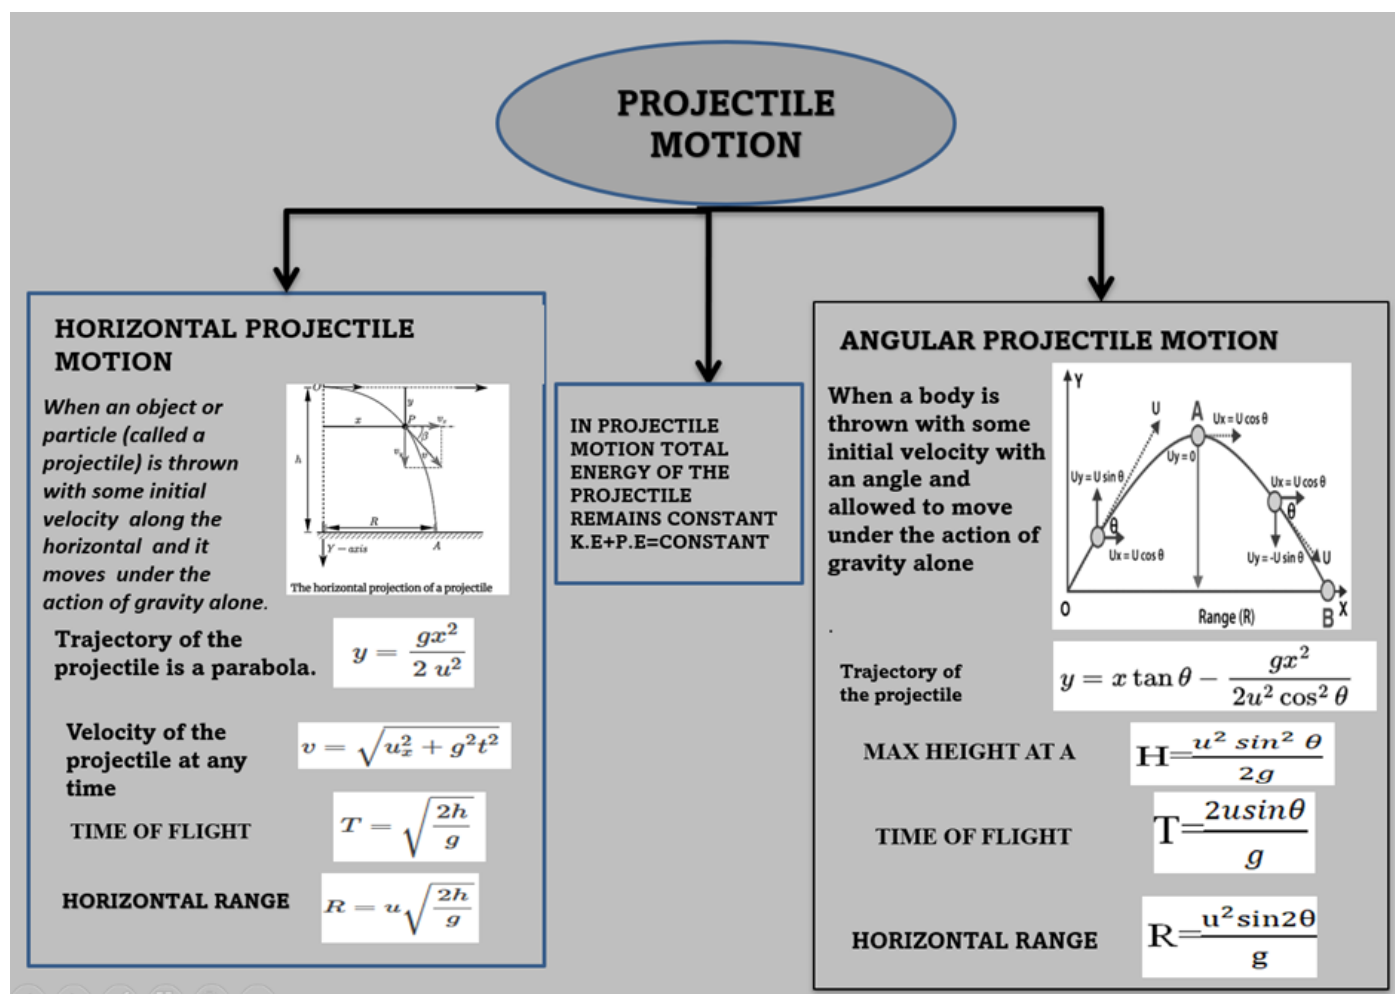 PROJECTILE
MOTION
HORIZONTAL PROJECTILE
MOTION
When an object or
particle (called a
projectile) is thrown
with some initial
velocity along the
horizontal and it
moves under the
action of gravity alone.
O
y
x
P
vₓ
β
v
h
R
A
Y – axis
The horizontal projection of a projectile
Trajectory of the
projectile is a parabola.
y = gx²/2 u²
Velocity of the
projectile at any
time
v = √(uₓ² + g²t²)
TIME OF FLIGHT
T = √(2h/g)
HORIZONTAL RANGE
R = u√(2h/g)
IN PROJECTILE
MOTION TOTAL
ENERGY OF THE
PROJECTILE
REMAINS CONSTANT
K.E+P.E=CONSTANT
ANGULAR PROJECTILE MOTION
When a body is
thrown with some
initial velocity with
an angle and
allowed to move
under the action of
gravity alone
.
Y
U
A
Ux = U cos θ
Uy = 0
Uy = U sin θ
θ
Ux = U cos θ
Ux = U cos θ
θ
Uy = -U sin θ
U
O
Range (R)
B
X
Trajectory of
the projectile
y = x tan θ − gx²/2u² cos² θ
MAX HEIGHT AT A
H=u² sin² θ/2g
TIME OF FLIGHT
T=2usinθ/g
HORIZONTAL RANGE
R=u²sin2θ/g